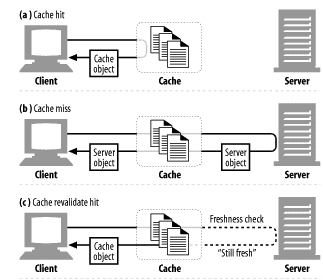 (a) Cache hit
Cache
object
Client
Cache
Server
(b) Cache miss
Server
object
Server
object
Client
Cache
Server
(c) Cache revalidate hit
Freshness check
Cache
object
"Still fresh"
Client
Cache
Server